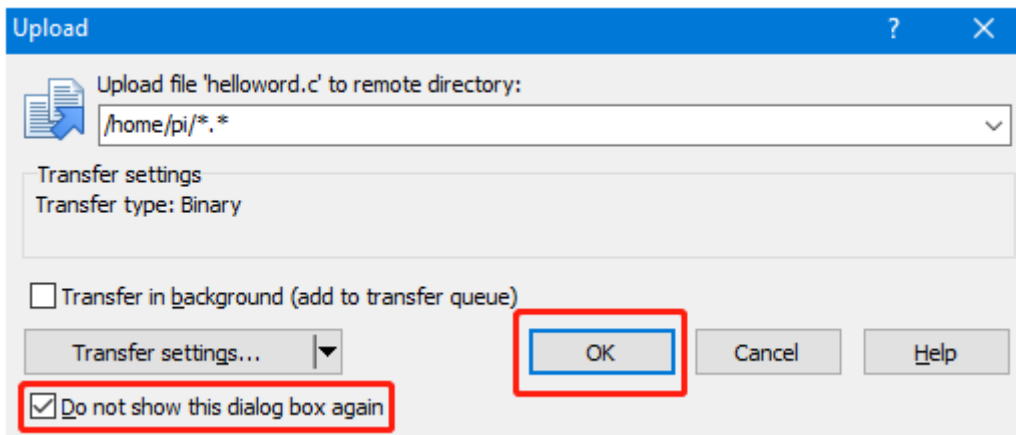 Upload
Upload file 'helloword.c' to remote directory:
/home/pi/*.*
Transfer settings
Transfer type: Binary
Transfer in background (add to transfer queue)
Transfer settings... OK Cancel Help
Do not show this dialog box again